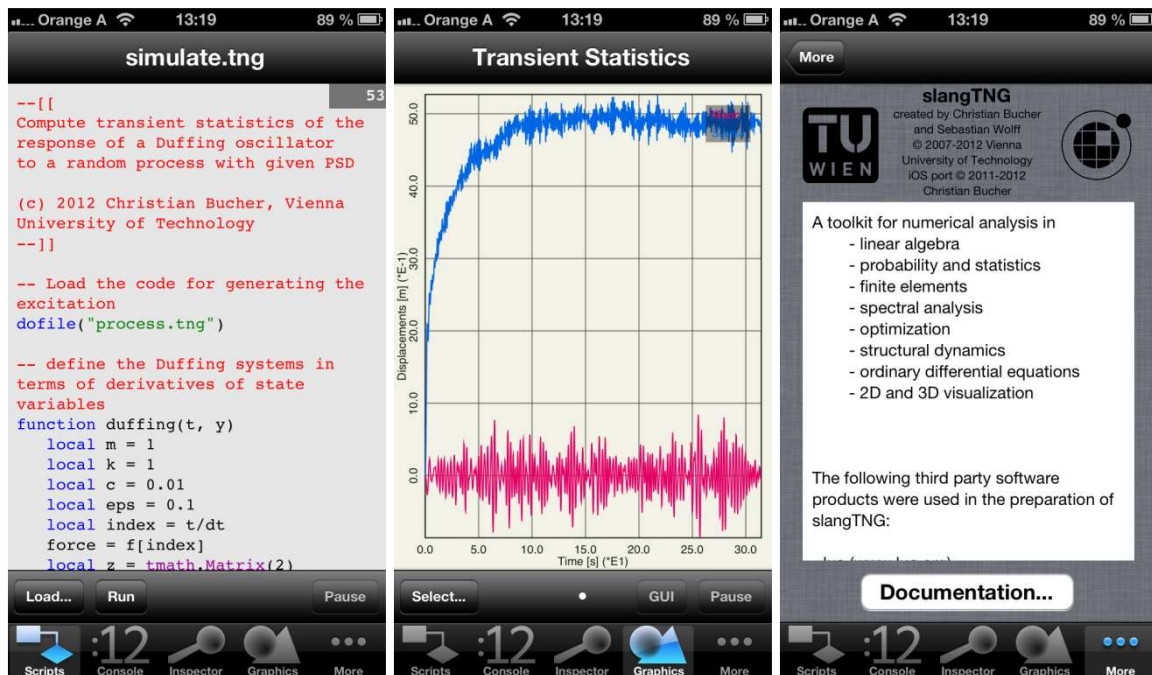 Orange A 13:19 89 %
simulate.tng
53
--[[
Compute transient statistics of the
response of a Duffing oscillator
to a random process with given PSD
(c) 2012 Christian Bucher, Vienna
University of Technology
--]]
-- Load the code for generating the
excitation
dofile("process.tng")
-- define the Duffing systems in
terms of derivatives of state
variables
function duffing(t, y)
local m = 1
local k = 1
local c = 0.01
local eps = 0.1
local index = t/dt
force = f[index]
local z = tmath.Matrix(2)
Load... Run Pause
:12
Scripts Console Inspector Graphics More
Orange A 13:19 89 %
Transient Statistics
50.0
40.0
30.0
20.0
10.0
0.0
Displacements [m] (*E-1)
0.0 5.0 10.0 15.0 20.0 25.0 30.0
Time [s] (*E1)
Select... GUI Pause
:12
Scripts Console Inspector Graphics More
Orange A 13:19 89 %
More
TU
WIEN
slangTNG
created by Christian Bucher
and Sebastian Wolff
© 2007-2012 Vienna
University of Technology
iOS port © 2011-2012
Christian Bucher
A toolkit for numerical analysis in
- linear algebra
- probability and statistics
- finite elements
- spectral analysis
- optimization
- structural dynamics
- ordinary differential equations
- 2D and 3D visualization
The following third party software
products were used in the preparation of
slangTNG:
Documentation...
:12
Scripts Console Inspector Graphics More